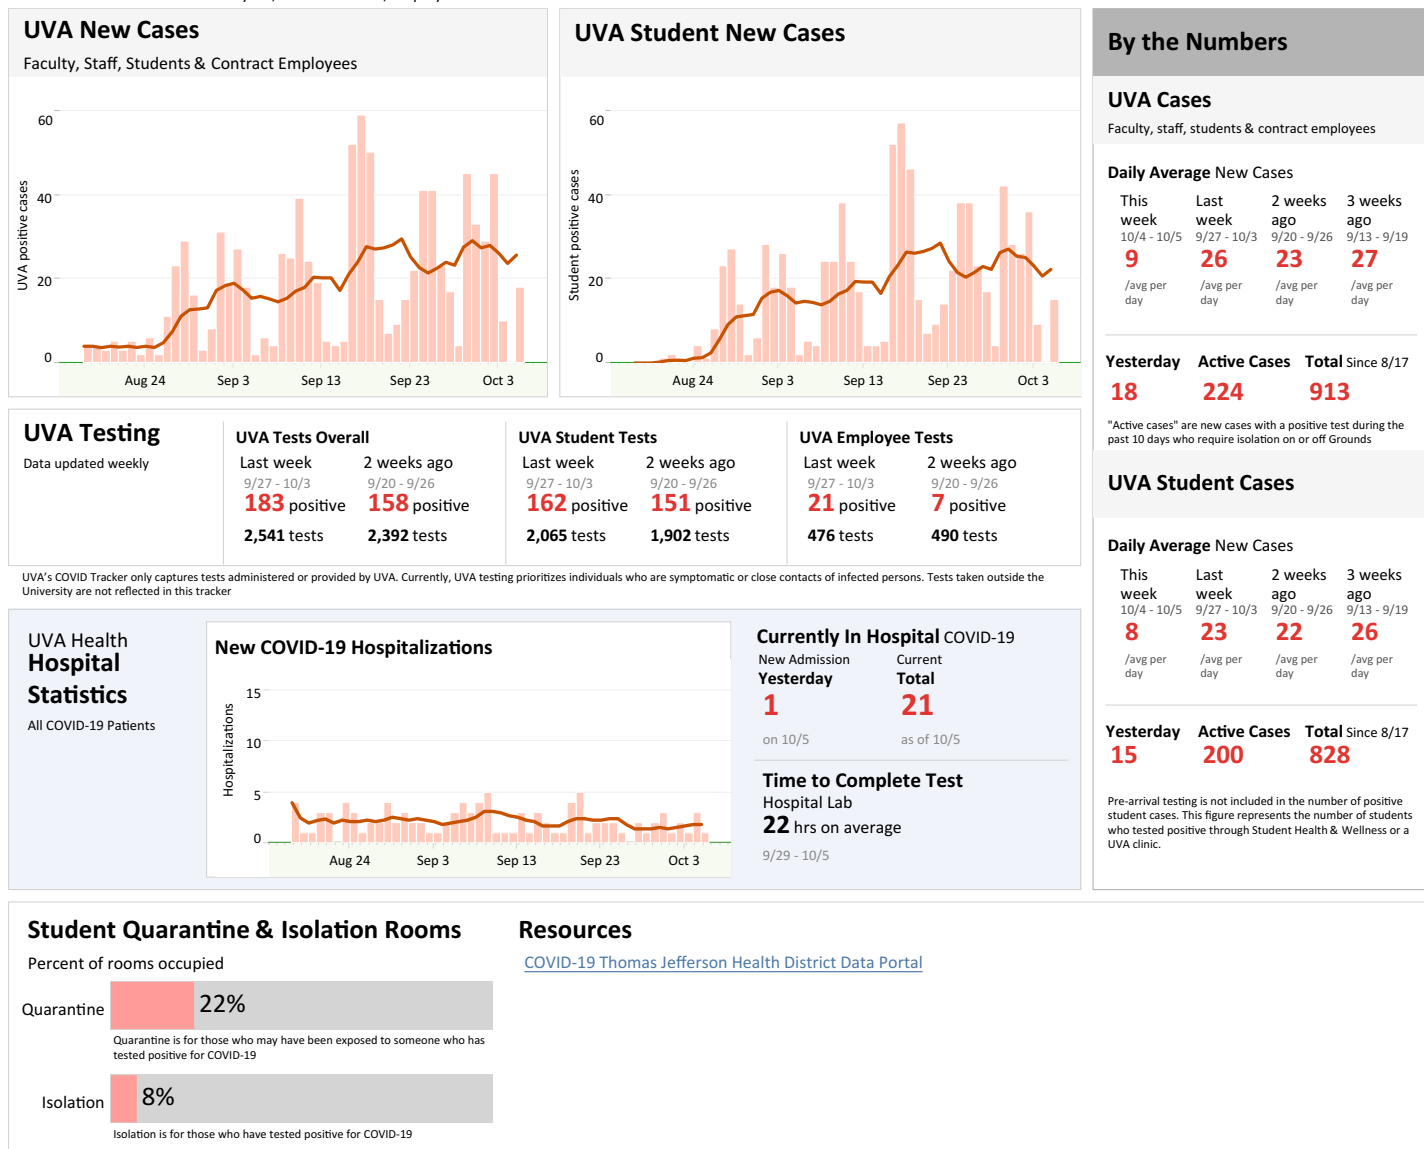 UVA New Cases
Faculty, Staff, Students & Contract Employees
UVA positive cases
60
40
20
0
Aug 24 Sep 3 Sep 13 Sep 23 Oct 3
UVA Student New Cases
Student positive cases
60
40
20
0
Aug 24 Sep 3 Sep 13 Sep 23 Oct 3
By the Numbers
UVA Cases
Faculty, staff, students & contract employees
Daily Average New Cases
This Last 2 weeks 3 weeks
week week ago ago
10/4 - 10/5 9/27 - 10/3 9/20 - 9/26 9/13 - 9/19
9 26 23 27
/avg per /avg per /avg per /avg per
day day day day
Yesterday Active Cases Total Since 8/17
18 224 913
"Active cases" are new cases with a positive test during the
past 10 days who require isolation on or off Grounds
UVA Student Cases
Daily Average New Cases
This Last 2 weeks 3 weeks
week week ago ago
10/4 - 10/5 9/27 - 10/3 9/20 - 9/26 9/13 - 9/19
8 23 22 26
/avg per /avg per /avg per /avg per
day day day day
Yesterday Active Cases Total Since 8/17
15 200 828
Pre-arrival testing is not included in the number of positive
student cases. This figure represents the number of students
who tested positive through Student Health & Wellness or a
UVA clinic.
UVA Testing
Data updated weekly
UVA Tests Overall
Last week 2 weeks ago
9/27 - 10/3 9/20 - 9/26
183 positive 158 positive
2,541 tests 2,392 tests
UVA Student Tests
Last week 2 weeks ago
9/27 - 10/3 9/20 - 9/26
162 positive 151 positive
2,065 tests 1,902 tests
UVA Employee Tests
Last week 2 weeks ago
9/27 - 10/3 9/20 - 9/26
21 positive 7 positive
476 tests 490 tests
UVA's COVID Tracker only captures tests administered or provided by UVA. Currently, UVA testing prioritizes individuals who are symptomatic or close contacts of infected persons. Tests taken outside the
University are not reflected in this tracker
UVA Health
Hospital
Statistics
All COVID-19 Patients
New COVID-19 Hospitalizations
Hospitalizations
15
10
5
0
Aug 24 Sep 3 Sep 13 Sep 23 Oct 3
Currently In Hospital COVID-19
New Admission Current
Yesterday Total
1 21
on 10/5 as of 10/5
Time to Complete Test
Hospital Lab
22 hrs on average
9/29 - 10/5
Student Quarantine & Isolation Rooms
Percent of rooms occupied
Quarantine 22%
Quarantine is for those who may have been exposed to someone who has
tested positive for COVID-19
Isolation 8%
Isolation is for those who have tested positive for COVID-19
Resources
COVID-19 Thomas Jefferson Health District Data Portal